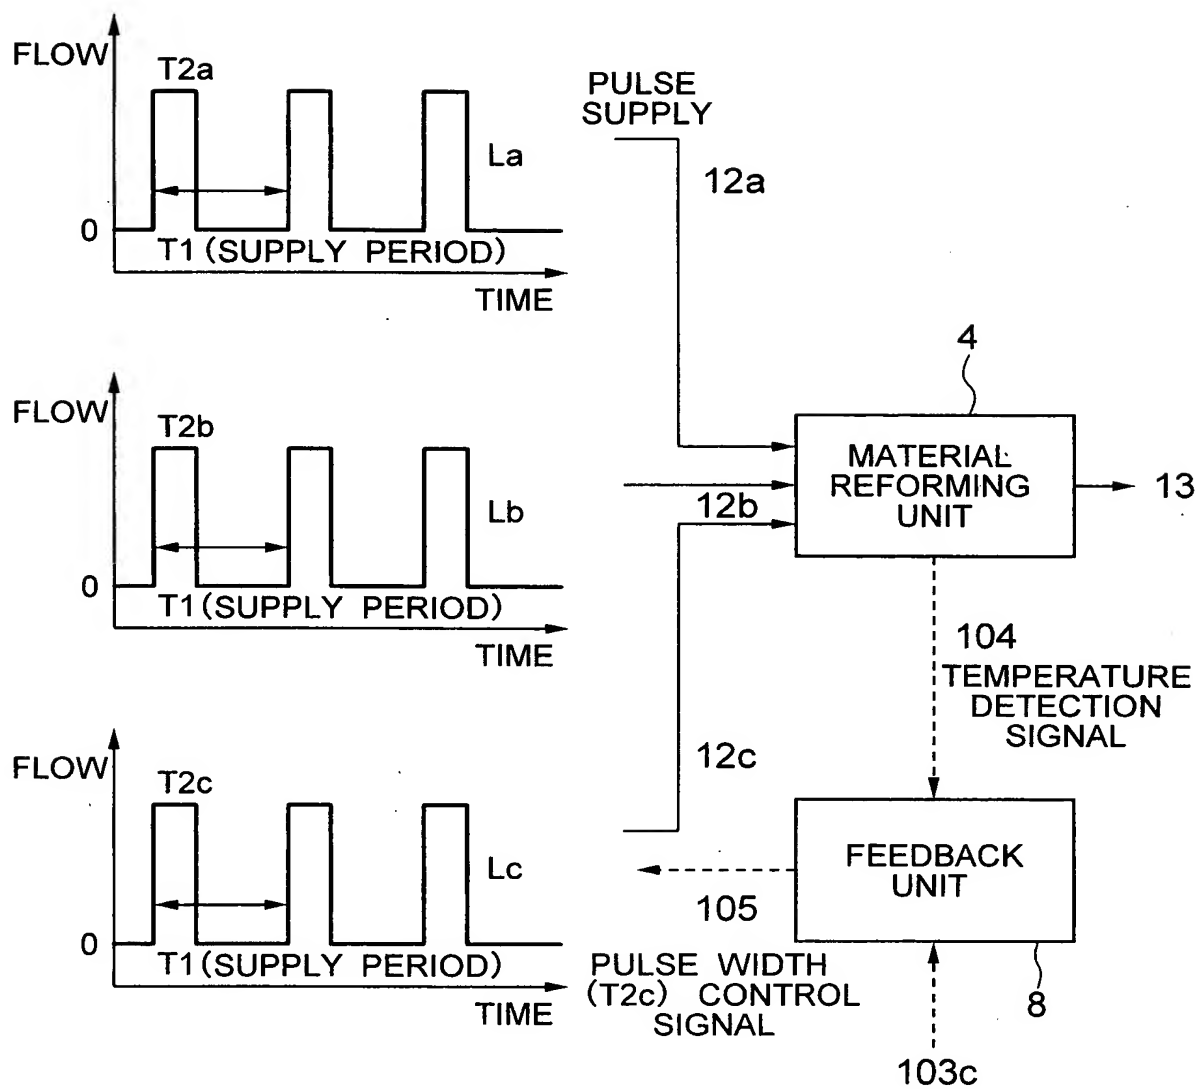 FLOW
T2a
La
0
T1 (SUPPLY PERIOD)
TIME
PULSE
SUPPLY
12a
FLOW
T2b
Lb
0
T1 (SUPPLY PERIOD)
TIME
4
MATERIAL
REFORMING
UNIT
12b
13
104
TEMPERATURE
DETECTION
SIGNAL
FLOW
T2c
Lc
0
T1 (SUPPLY PERIOD)
TIME
12c
FEEDBACK
UNIT
105
PULSE WIDTH
(T2c) CONTROL
SIGNAL
8
103c